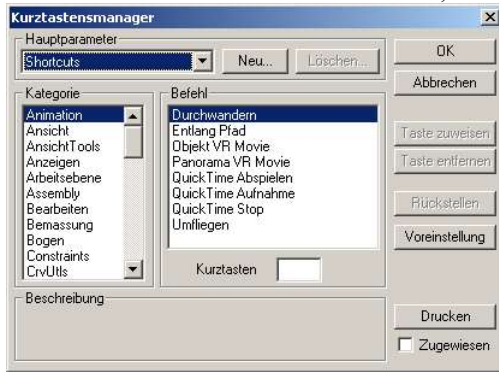 Kurztastensmanager
Hauptparameter
Shortcuts
Neu...
Löschen...
OK
Abbrechen
Kategorie
Animation
Ansicht
AnsichtTools
Anzeigen
Arbeitsebene
Assembly
Bearbeiten
Bemassung
Bogen
Constraints
CrvUtls
Befehl
Durchwandern
Entlang Pfad
Objekt VR Movie
Panorama VR Movie
QuickTime Abspielen
QuickTime Aufnahme
QuickTime Stop
Umfliegen
Kurztasten
Taste zuweisen
Taste entfernen
Rückstellen
Voreinstellung
Beschreibung
Drucken
Zugewiesen